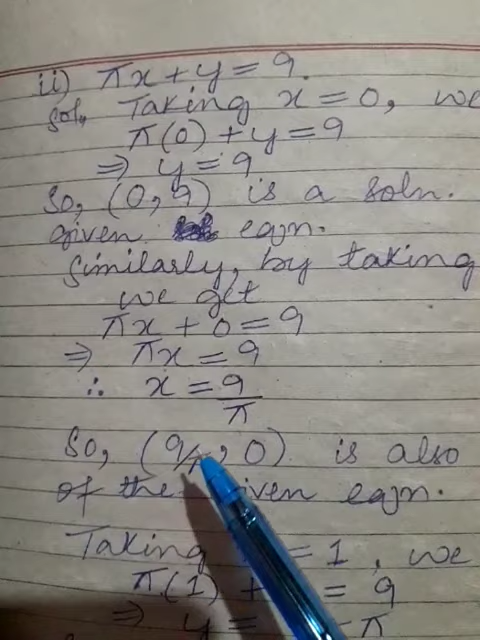 ii) πx + y = 9.
Sol. Taking x = 0, we
π(0) + y = 9
⇒ y = 9
So, (0, 9) is a soln.
given eqn.
Similarly, by taking
we get
πx + 0 = 9
⇒ πx = 9
∴ x = 9/π
So, (9/π, 0) is also
of the given eqn.
Taking = 1, we
π(1) + = 9
⇒ y = -π